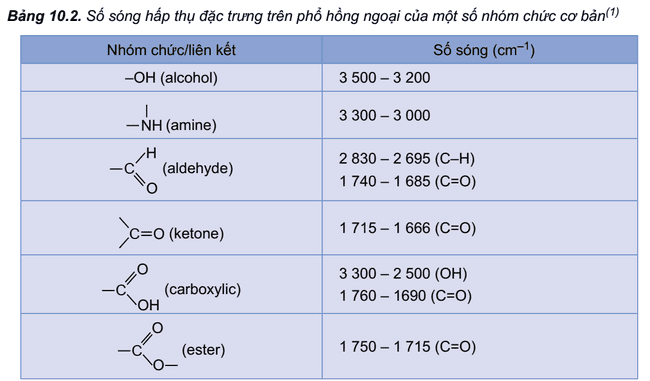 Bảng 10.2. Số sóng hấp thụ đặc trưng trên phổ hồng ngoại của một số nhóm chức cơ bản(1)
Nhóm chức/liên kết Số sóng (cm–1)
–OH (alcohol) 3 500 – 3 200
–NH (amine) 3 300 – 3 000
H
–C (aldehyde) 2 830 – 2 695 (C–H)
O 1 740 – 1 685 (C=O)
C=O (ketone) 1 715 – 1 666 (C=O)
O 3 300 – 2 500 (OH)
–C (carboxylic) 1 760 – 1690 (C=O)
OH
O
–C (ester) 1 750 – 1 715 (C=O)
O–